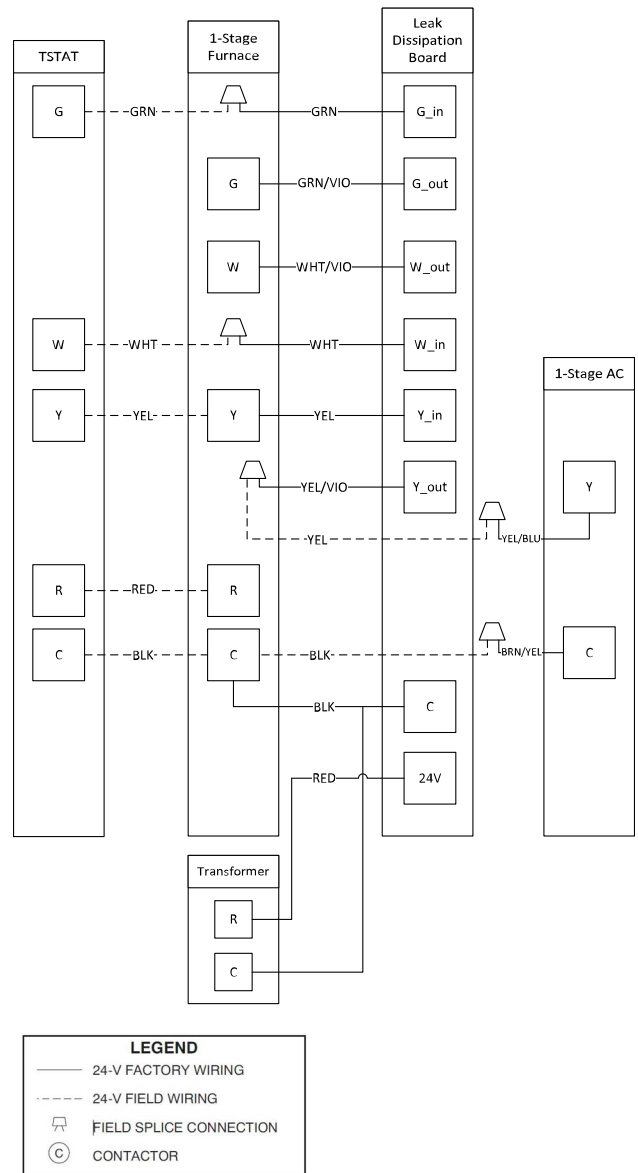 Leak
Dissipation
Board
1-Stage
Furnace
TSTAT
G
GRN
GRN
G_in
G
GRN/VIO
G_out
W
WHT/VIO
W_out
W
WHT
WHT
W_in
1-Stage AC
Y
YEL
Y
YEL
Y_in
YEL/VIO
Y_out
Y
YEL
YEL/BLU
R
RED
R
C
BLK
C
BLK
BRN/YEL
C
BLK
C
RED
24V
Transformer
R
C
LEGEND
24-V FACTORY WIRING
24-V FIELD WIRING
FIELD SPLICE CONNECTION
C CONTACTOR